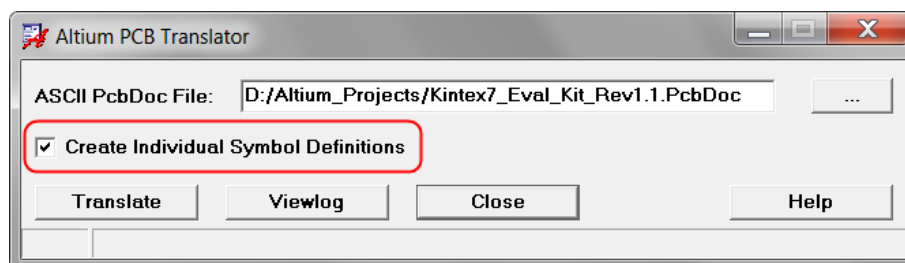 Altium PCB Translator
ASCII PcbDoc File: D:/Altium_Projects/Kintex7_Eval_Kit_Rev1.1.PcbDoc ...
Create Individual Symbol Definitions
Translate Viewlog Close Help